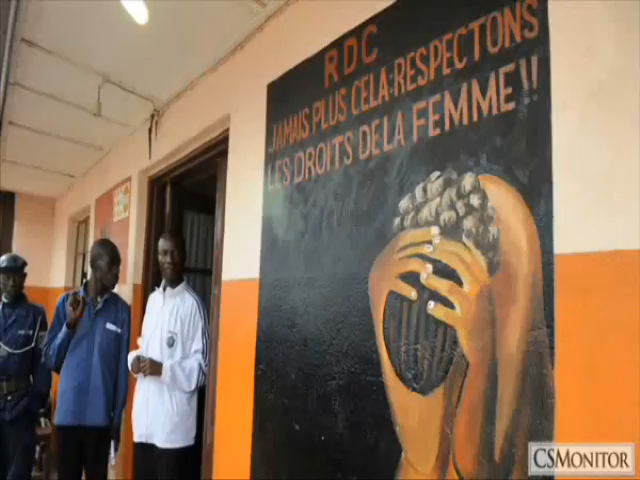 RDC
JAMAIS PLUS CELA: RESPECTONS
LES DROITS DE LA FEMME !!
CSMONITOR